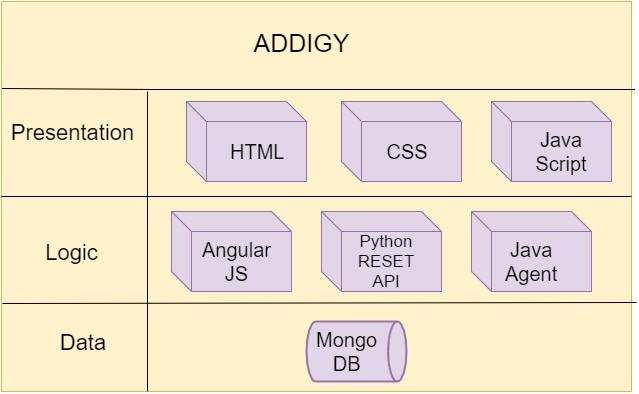 ADDIGY
Presentation
HTML
CSS
Java
Script
Logic
Angular
JS
Python
RESET
API
Java
Agent
Data
Mongo
DB